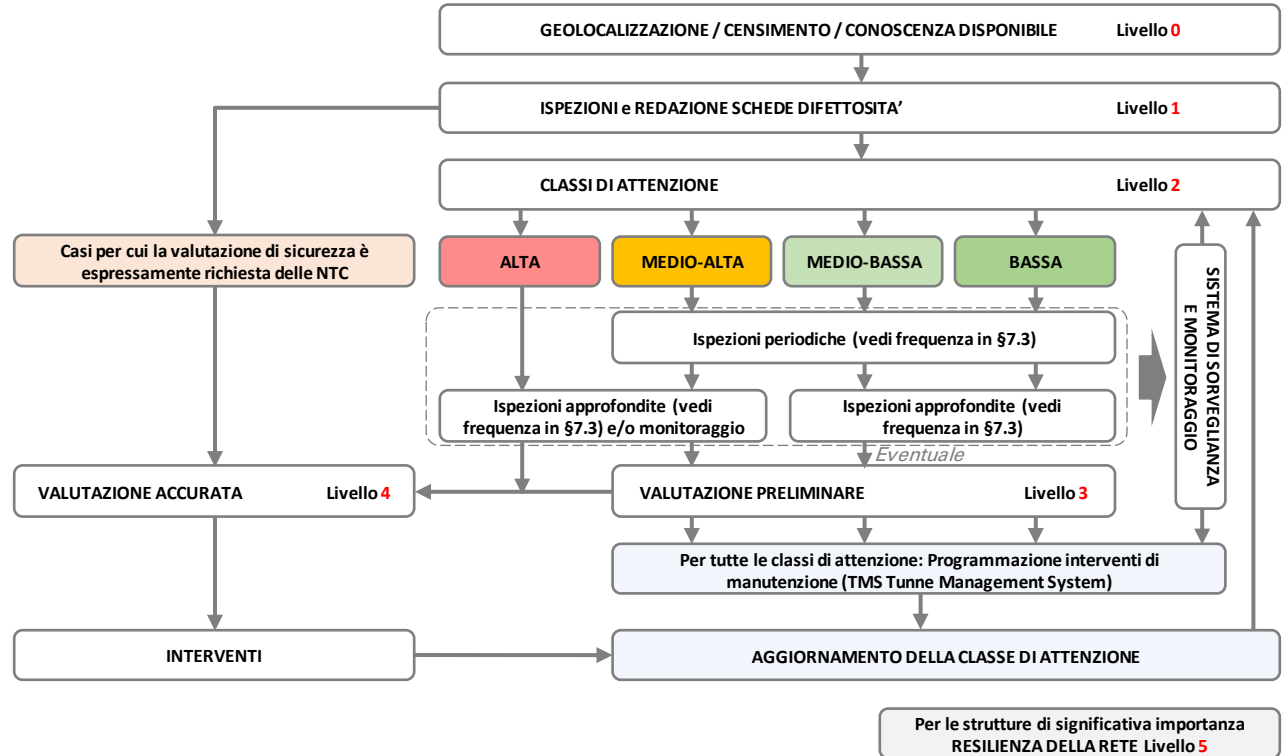 GEOLOCALIZZAZIONE / CENSIMENTO / CONOSCENZA DISPONIBILE Livello 0
ISPEZIONI e REDAZIONE SCHEDE DIFETTOSITA’ Livello 1
CLASSI DI ATTENZIONE Livello 2
Casi per cui la valutazione di sicurezza è
espressamente richiesta delle NTC
ALTA
MEDIO-ALTA
MEDIO-BASSA
BASSA
SISTEMA DI SORVEGLIANZA
E MONITORAGGIO
Ispezioni periodiche (vedi frequenza in §7.3)
Ispezioni approfondite (vedi
frequenza in §7.3) e/o monitoraggio
Ispezioni approfondite (vedi
frequenza in §7.3)
Eventuale
VALUTAZIONE ACCURATA Livello 4
VALUTAZIONE PRELIMINARE Livello 3
Per tutte le classi di attenzione: Programmazione interventi di
manutenzione (TMS Tunne Management System)
INTERVENTI
AGGIORNAMENTO DELLA CLASSE DI ATTENZIONE
Per le strutture di significativa importanza
RESILIENZA DELLA RETE Livello 5